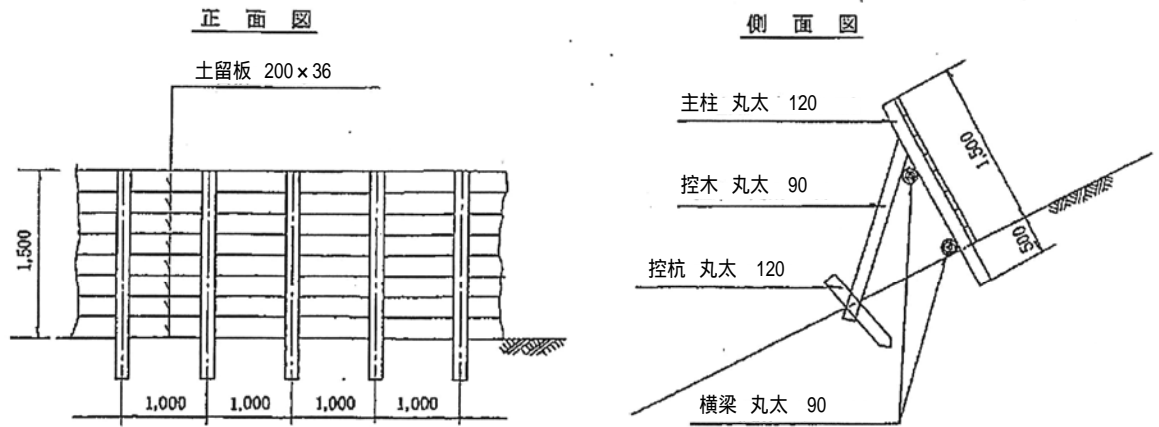 正面図
土留板 200×36
1,500
1,000
1,000
1,000
1,000
側面図
主柱 丸太 120
1,500
控木 丸太 90
500
控杭 丸太 120
横梁 丸太 90